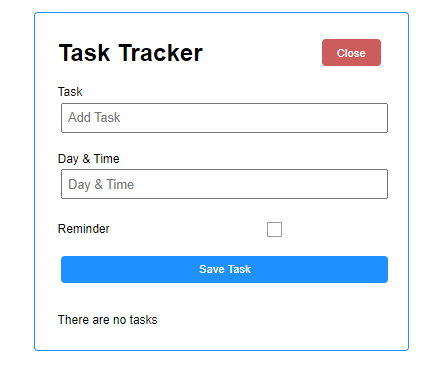 Task Tracker
Close
Task
Add Task
Day & Time
Day & Time
Reminder
Save Task
There are no tasks